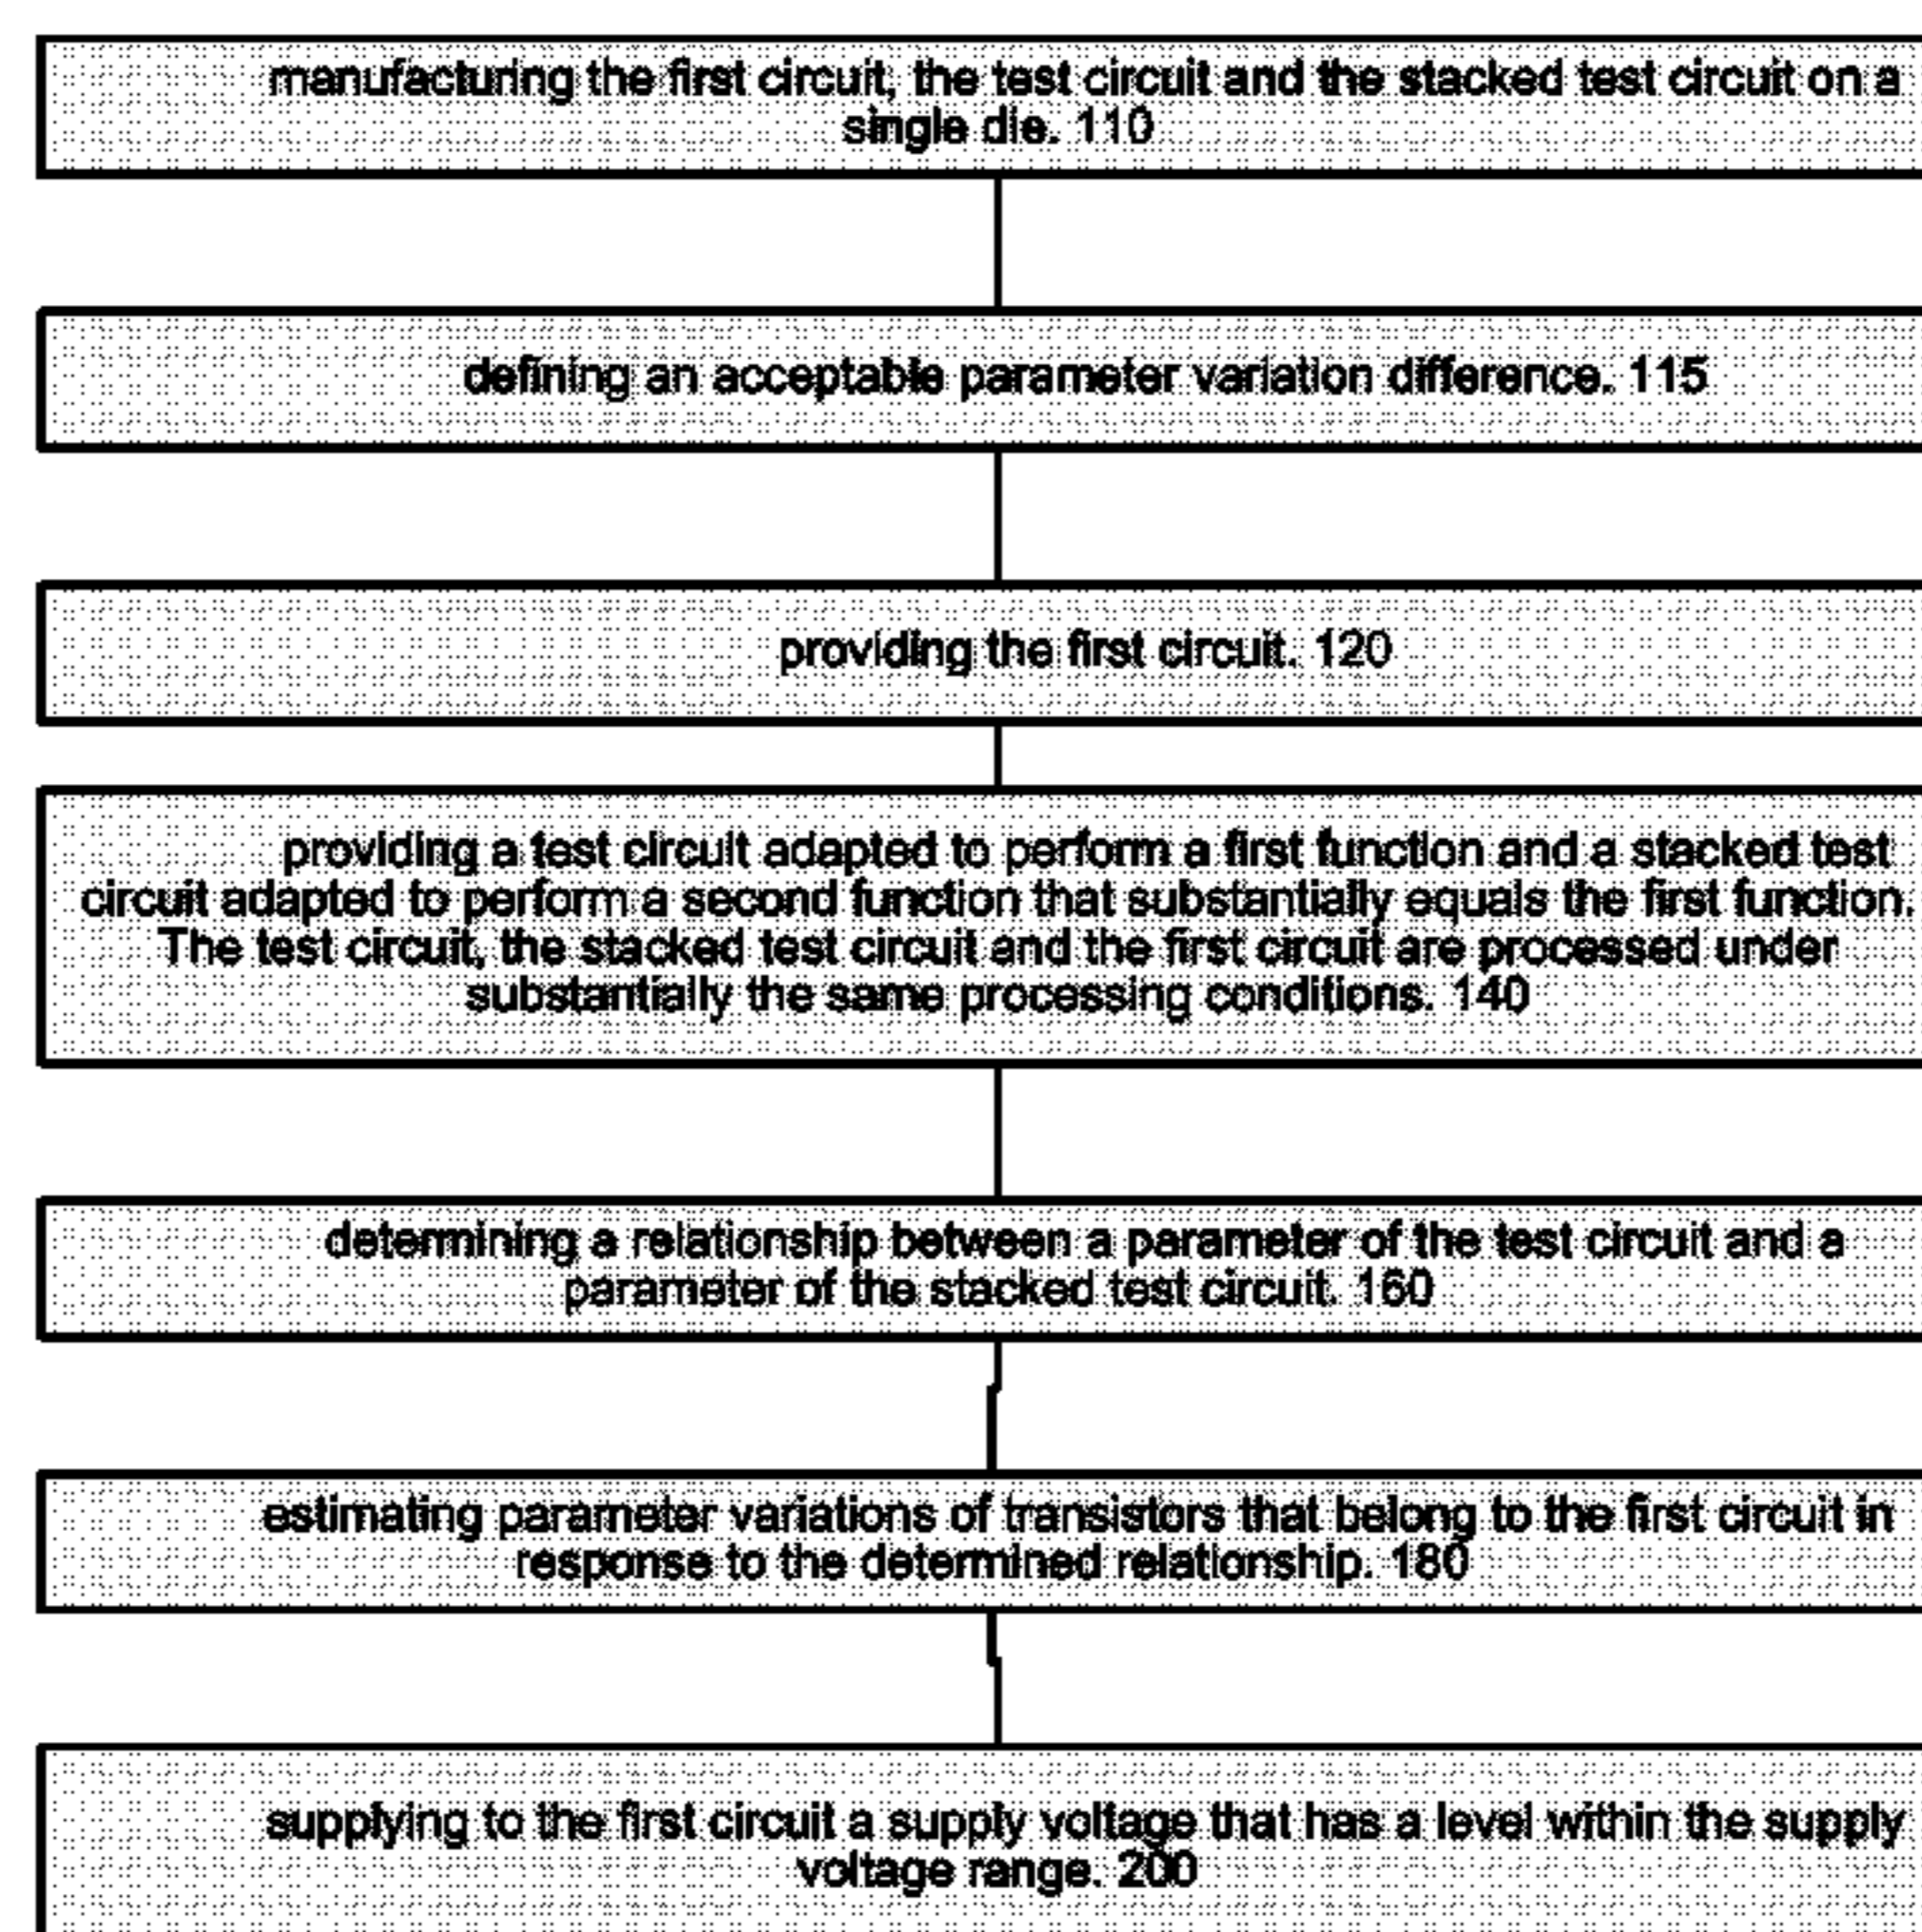 manufacturing the first circuit, the test circuit and the stacked test circuit on a
single die. 110
defining an acceptable parameter variation difference. 115
providing the first circuit. 120
providing a test circuit adapted to perform a first function and a stacked test
circuit adapted to perform a second function that substantially equals the first function.
The test circuit, the stacked test circuit and the first circuit are processed under
substantially the same processing conditions. 140
determining a relationship between a parameter of the test circuit and a
parameter of the stacked test circuit. 160
estimating parameter variations of transistors that belong to the first circuit in
response to the determined relationship. 180
supplying to the first circuit a supply voltage that has a level within the supply
voltage range. 200